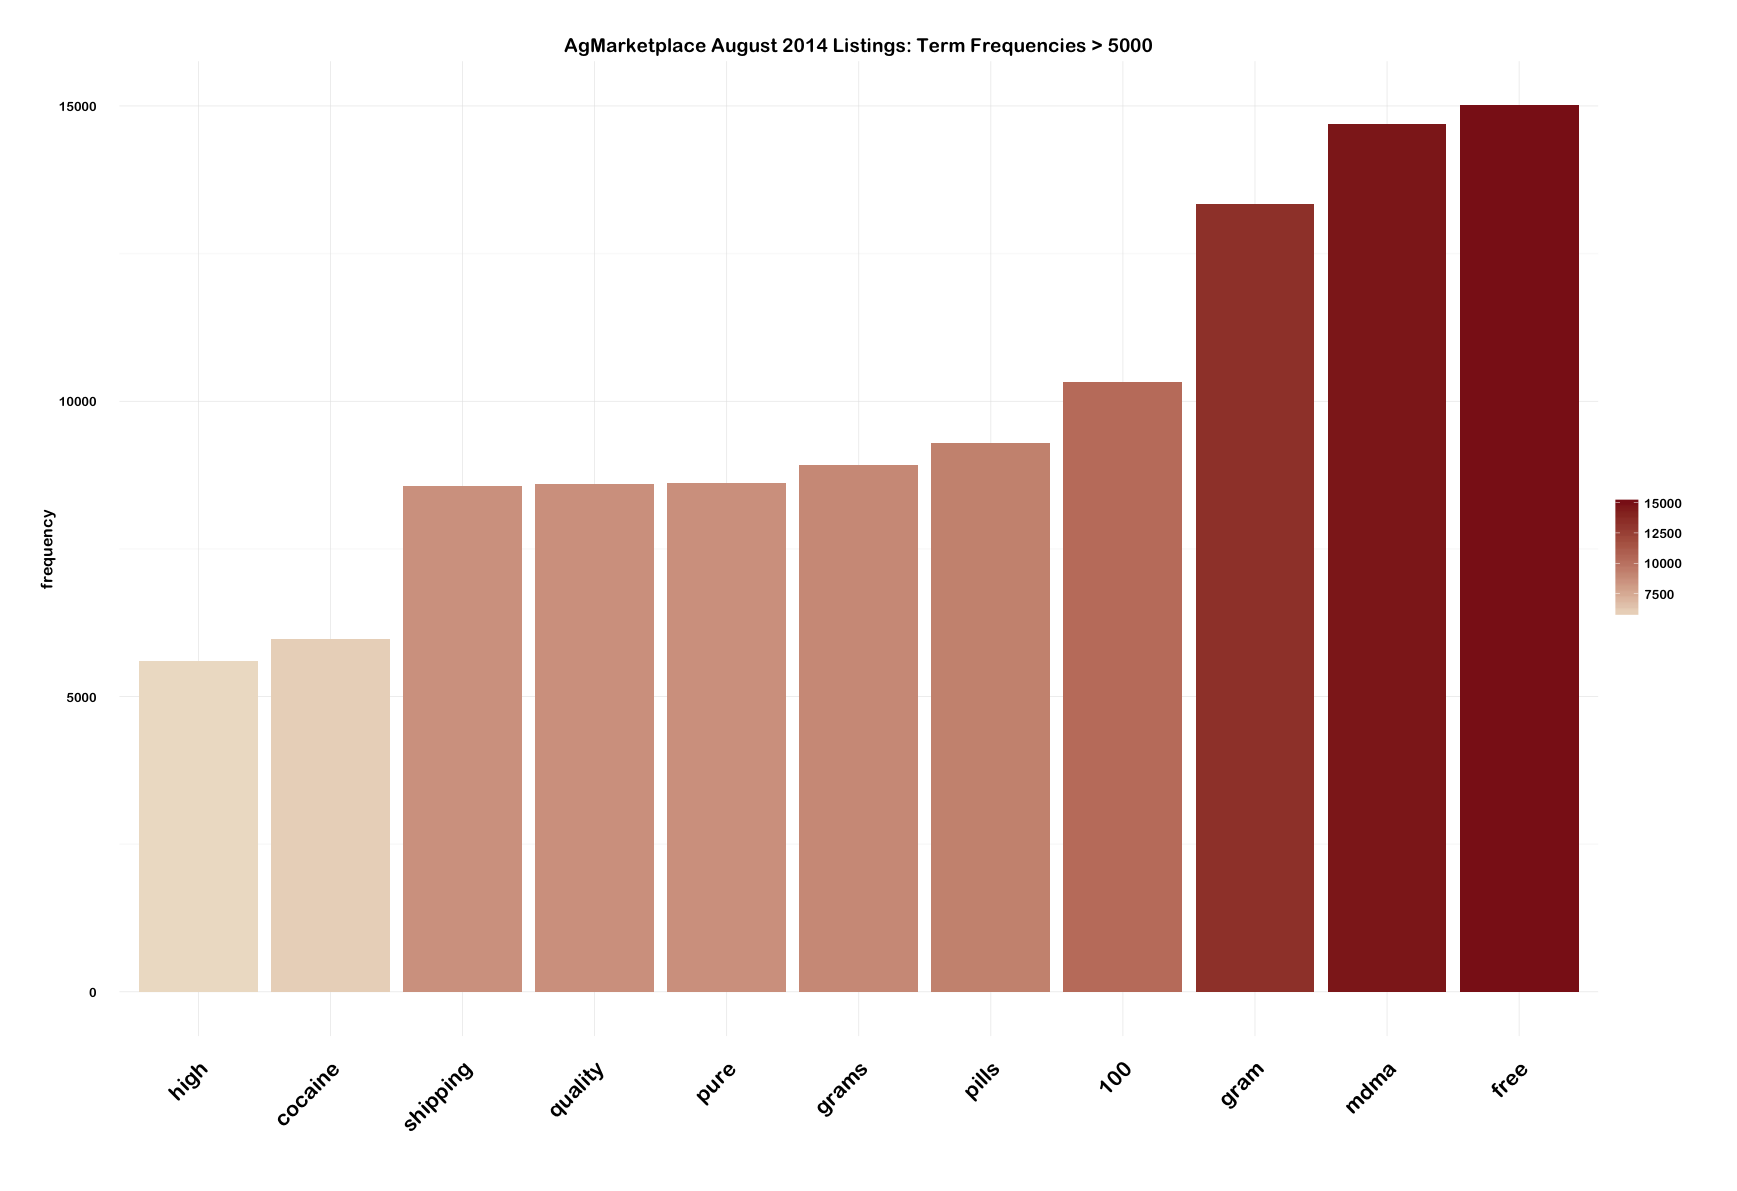 AgMarketplace August 2014 Listings: Term Frequencies > 5000
frequency
15000
10000
5000
0
high
cocaine
shipping
quality
pure
grams
pills
100
gram
mdma
free
15000
12500
10000
7500